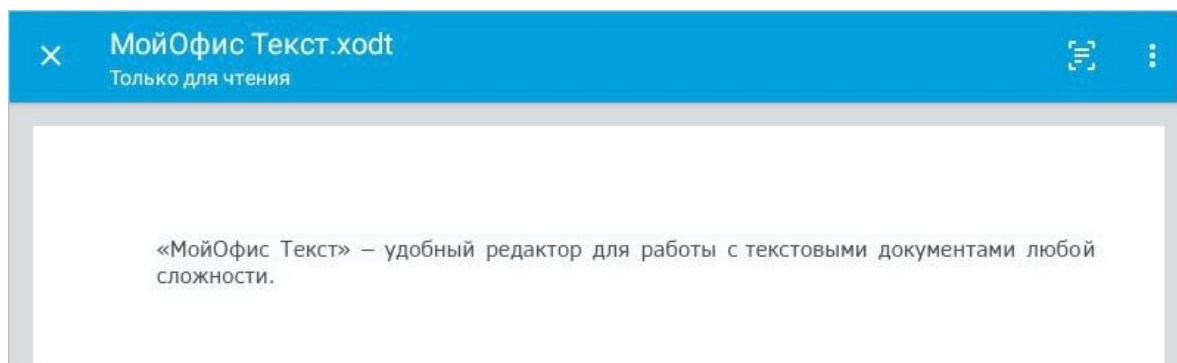 МойОфис Текст.xodt
Только для чтения
«МойОфис Текст» – удобный редактор для работы с текстовыми документами любой
сложности.